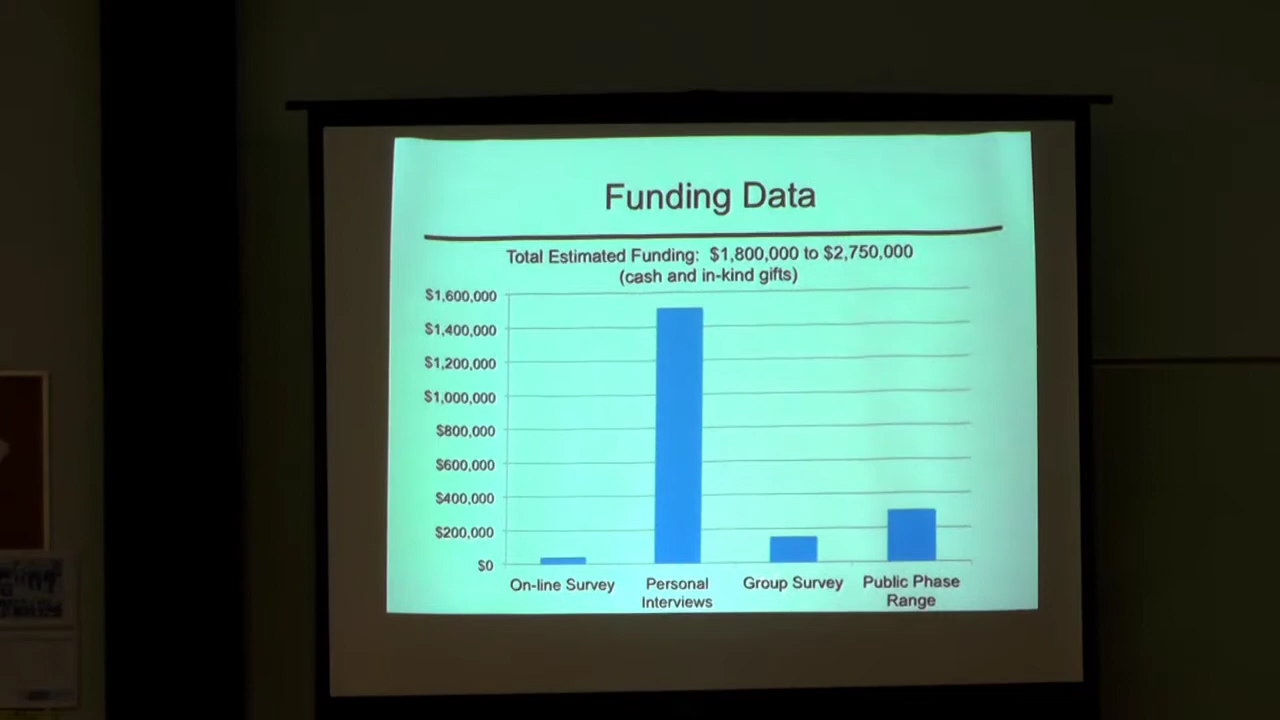 Funding Data
Total Estimated Funding: $1,800,000 to $2,750,000
(cash and in-kind gifts)
$1,600,000
$1,400,000
$1,200,000
$1,000,000
$800,000
$600,000
$400,000
$200,000
$0
On-line Survey
Personal
Interviews
Group Survey
Public Phase
Range